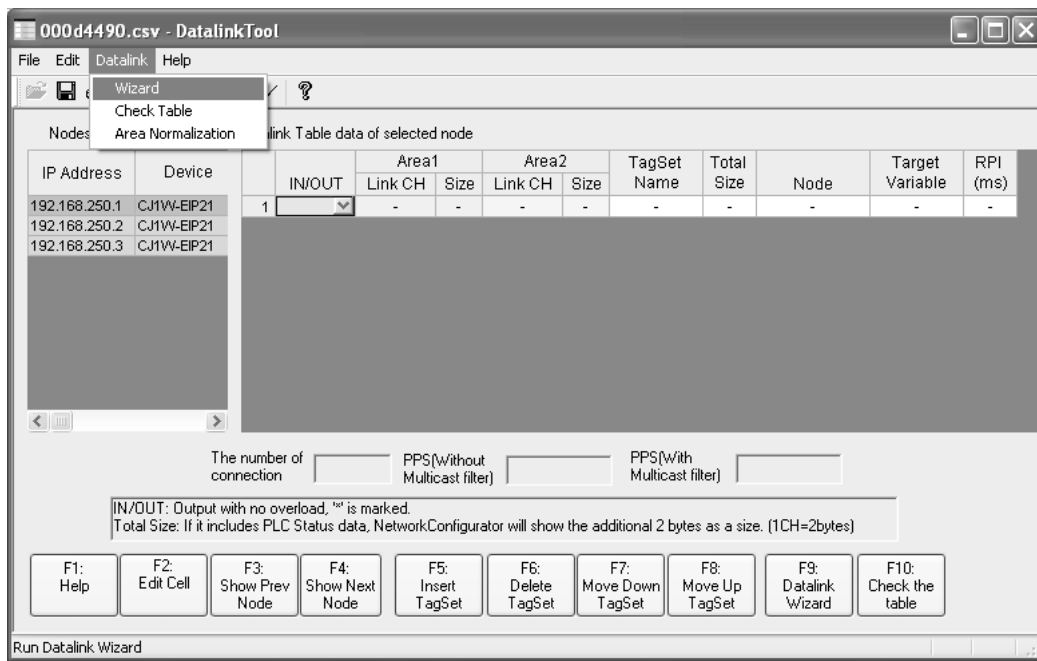 000d4490.csv - DatalinkTool
File Edit Datalink Help
Wizard
Check Table
Area Normalization
Nodes
link Table data of selected node
IP Address Device
IN/OUT Area1 Area2 TagSet Name Total Size Node Target Variable RPI (ms)
Link CH Size Link CH Size
192.168.250.1 CJ1W-EIP21 1 - - - - - - - - -
192.168.250.2 CJ1W-EIP21
192.168.250.3 CJ1W-EIP21
The number of connection
PPS(Without Multicast filter)
PPS(With Multicast filter)
IN/OUT: Output with no overload, '*' is marked.
Total Size: If it includes PLC Status data, NetworkConfigurator will show the additional 2 bytes as a size. (1CH=2bytes)
F1: Help
F2: Edit Cell
F3: Show Prev Node
F4: Show Next Node
F5: Insert TagSet
F6: Delete TagSet
F7: Move Down TagSet
F8: Move Up TagSet
F9: Datalink Wizard
F10: Check the table
Run Datalink Wizard